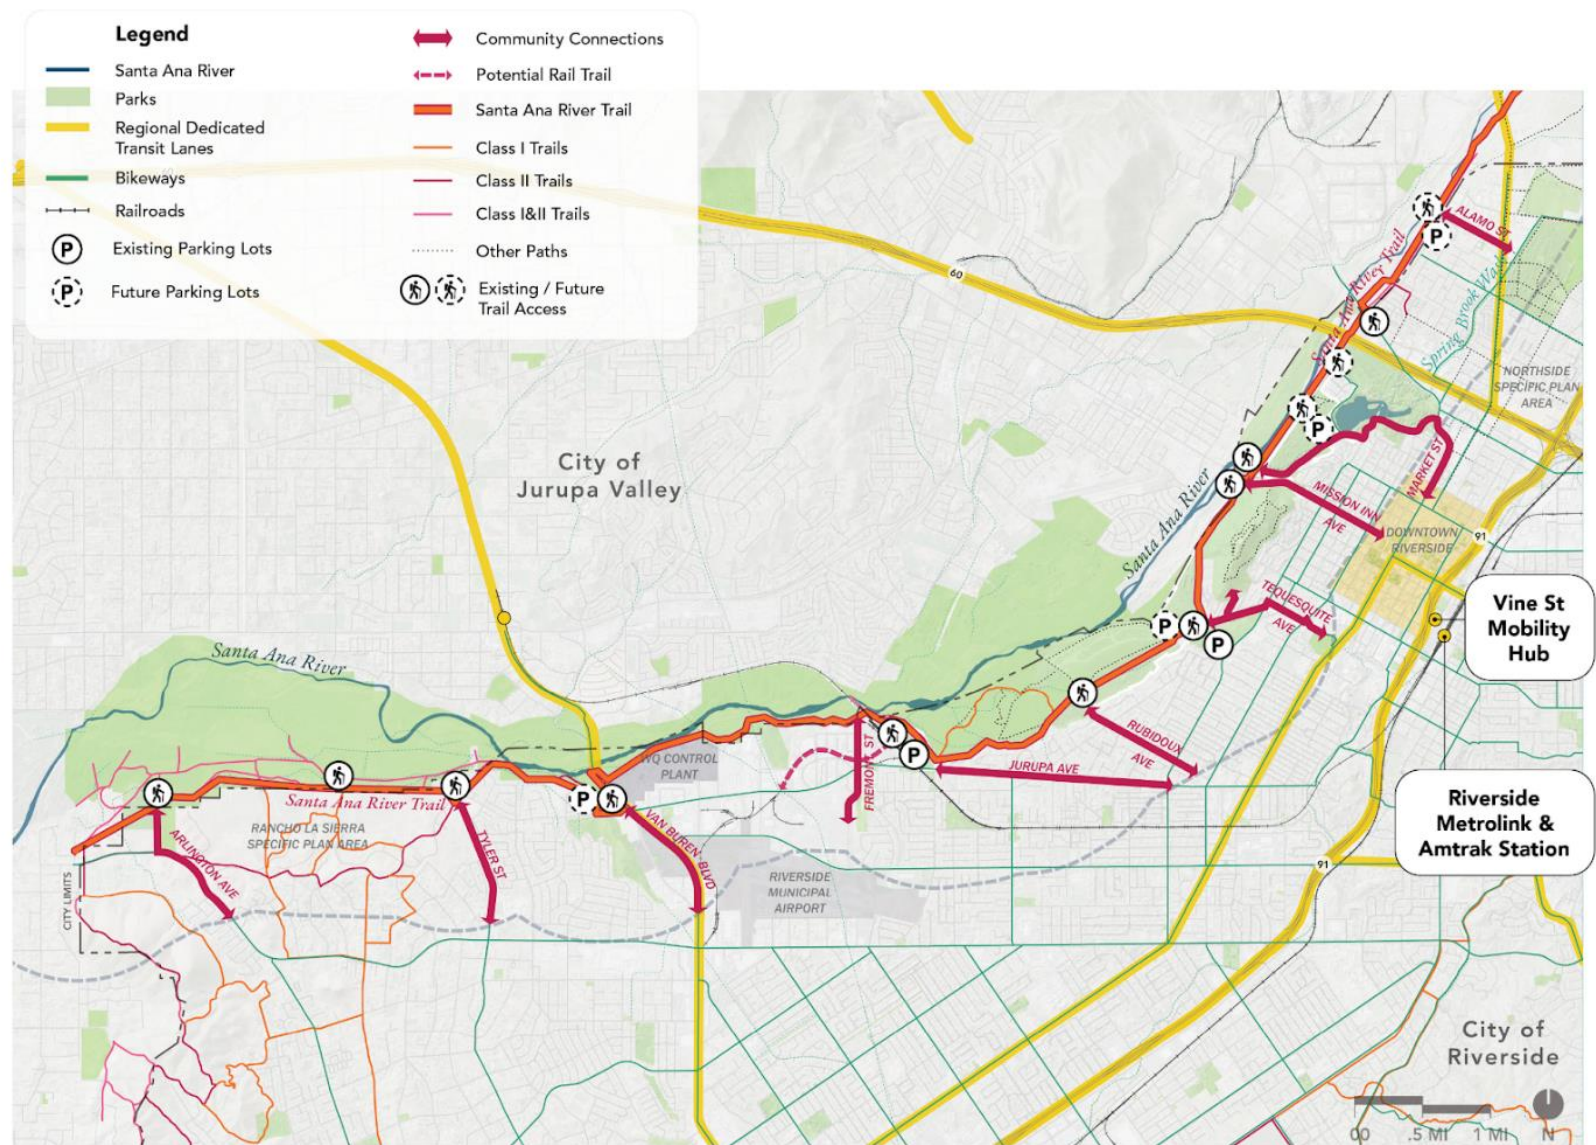 Legend
Santa Ana River
Parks
Regional Dedicated
Transit Lanes
Bikeways
Railroads
P
Existing Parking Lots
P
Future Parking Lots
Community Connections
Potential Rail Trail
Santa Ana River Trail
Class I Trails
Class II Trails
Class I&II Trails
Other Paths
Existing / Future
Trail Access
60
ALAMO ST
P
Santa Ana River Trail
Spring Brook Wash
NORTHSIDE
SPECIFIC PLAN
AREA
P
MARKET ST
City of
Jurupa Valley
Santa Ana River
MISSION INN
AVE
DOWNTOWN
RIVERSIDE
91
TEQUESQUITE
AVE
P
P
Vine St
Mobility
Hub
Santa Ana River
RUBIDOUX
AVE
FREMONT ST
P
JURUPA AVE
WQ CONTROL
PLANT
P
Santa Ana River Trail
RANCHO LA SIERRA
SPECIFIC PLAN AREA
ARLINGTON AVE
TYLER ST
VAN BUREN BLVD
RIVERSIDE
MUNICIPAL
AIRPORT
CITY LIMITS
Riverside
Metrolink &
Amtrak Station
91
City of
Riverside
00 .5 MI 1 MI N